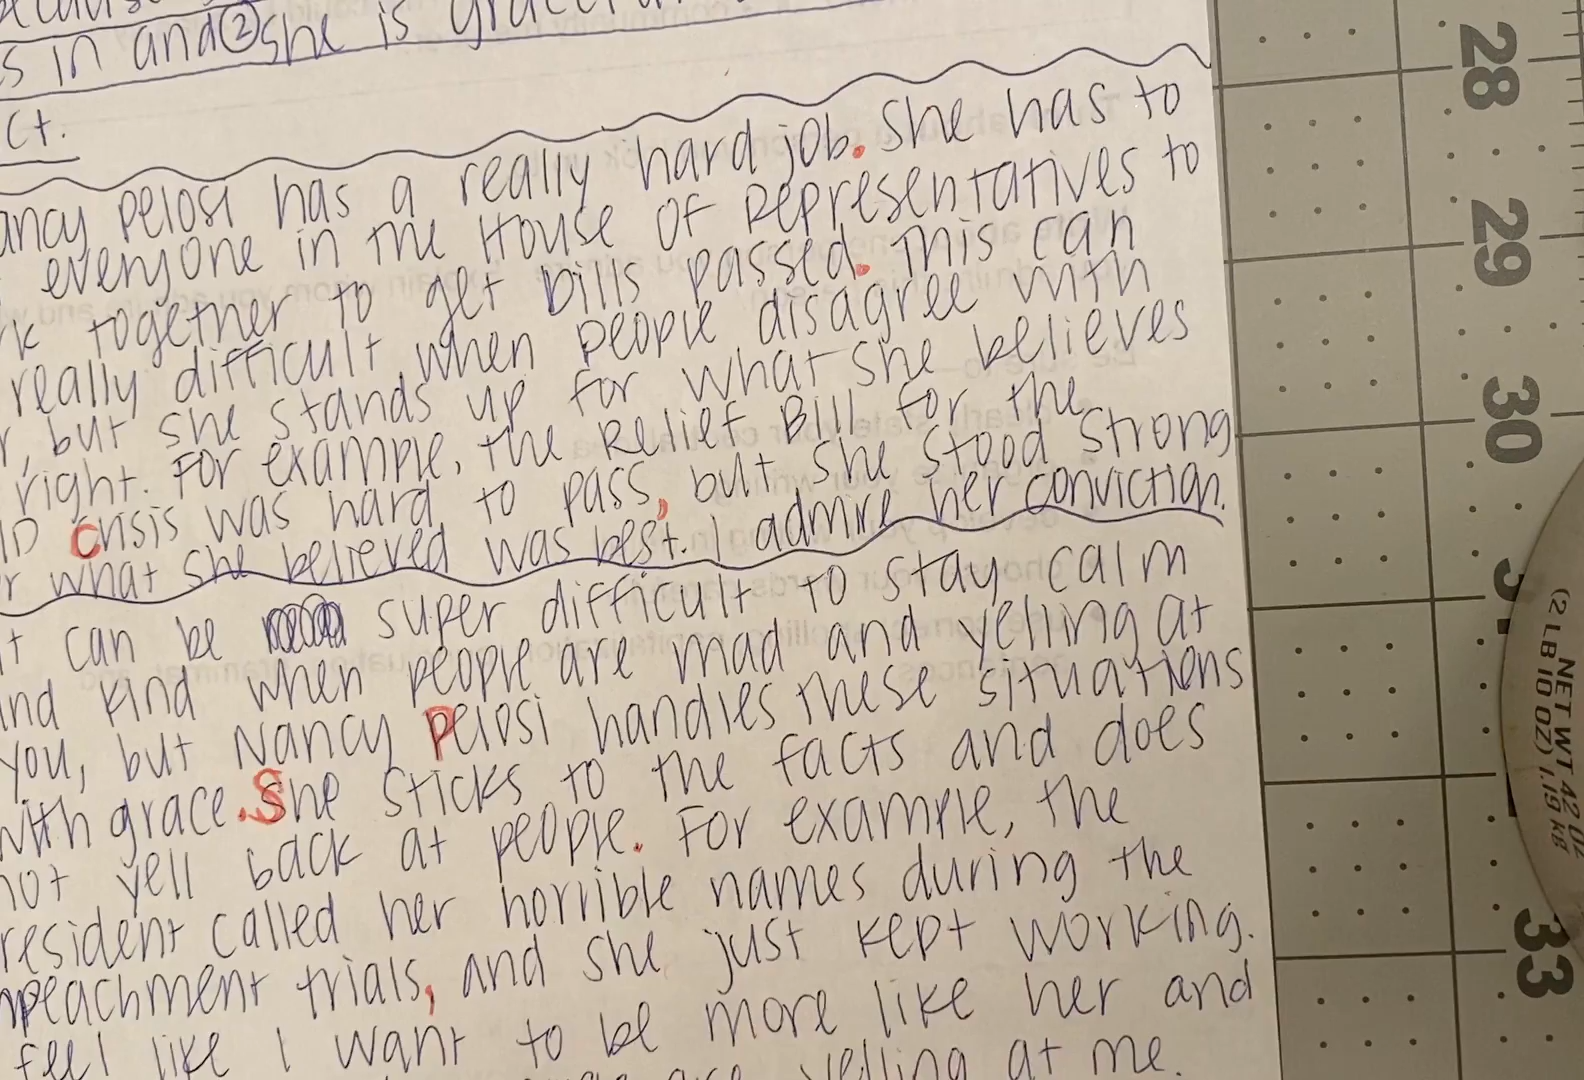 s in and ② she is
ct.
ancy pelosi has a really hard job. She has to
everyone in the House of Representatives to
rk together to get bills passed. This can
really difficult when people disagree with
r, but she stands up for what she believes
right. For example, the Relief Bill for the
ID crisis was hard to pass, but she stood strong
r what she believed was best. I admire her conviction.
t can be super difficult to stay calm
and kind when people are mad and yelling at
you, but Nancy Pelosi handles these situations
with grace. She sticks to the facts and does
not yell back at people. For example, the
resident called her horrible names during the
mpeachment trials, and she just kept working.
feel like I want to be more like her and
yelling at me.
28
29
30
33
NET WT 42 OZ
(2 LB 10 OZ) 1.19 kg